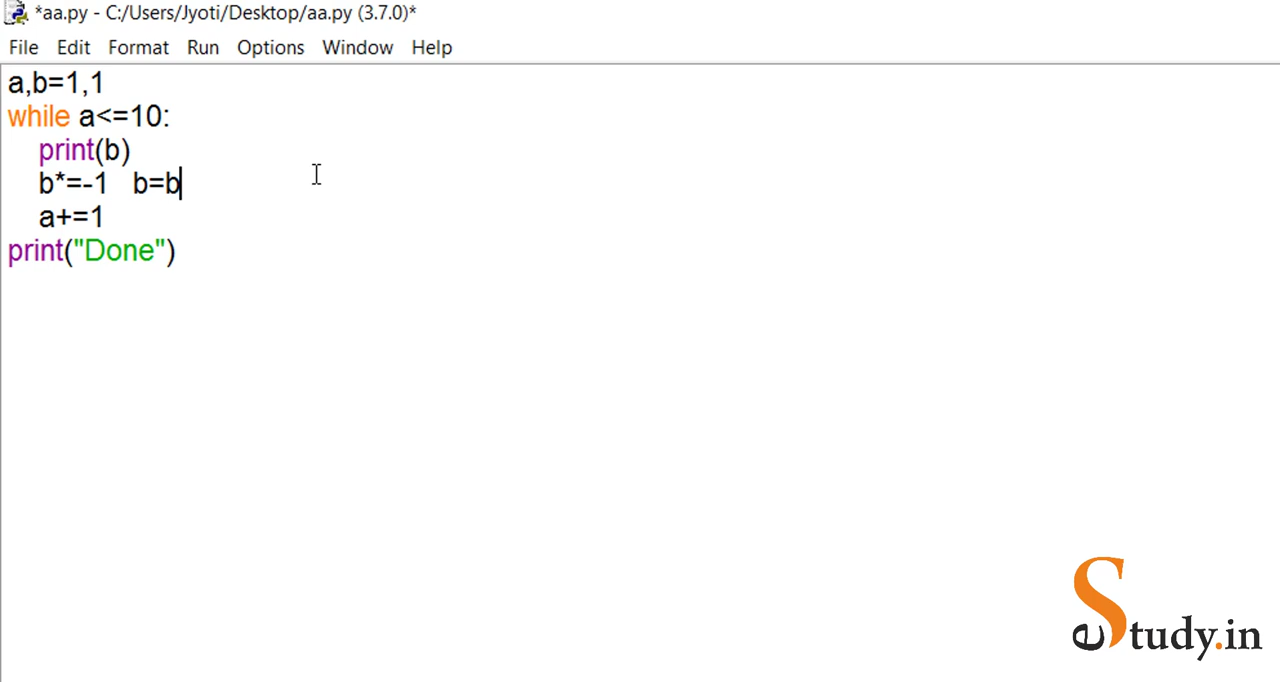 *aa.py - C:/Users/Jyoti/Desktop/aa.py (3.7.0)*
File Edit Format Run Options Window Help
a,b=1,1
while a<=10:
    print(b)
    b*=-1   b=b
    a+=1
print("Done")
eStudy.in